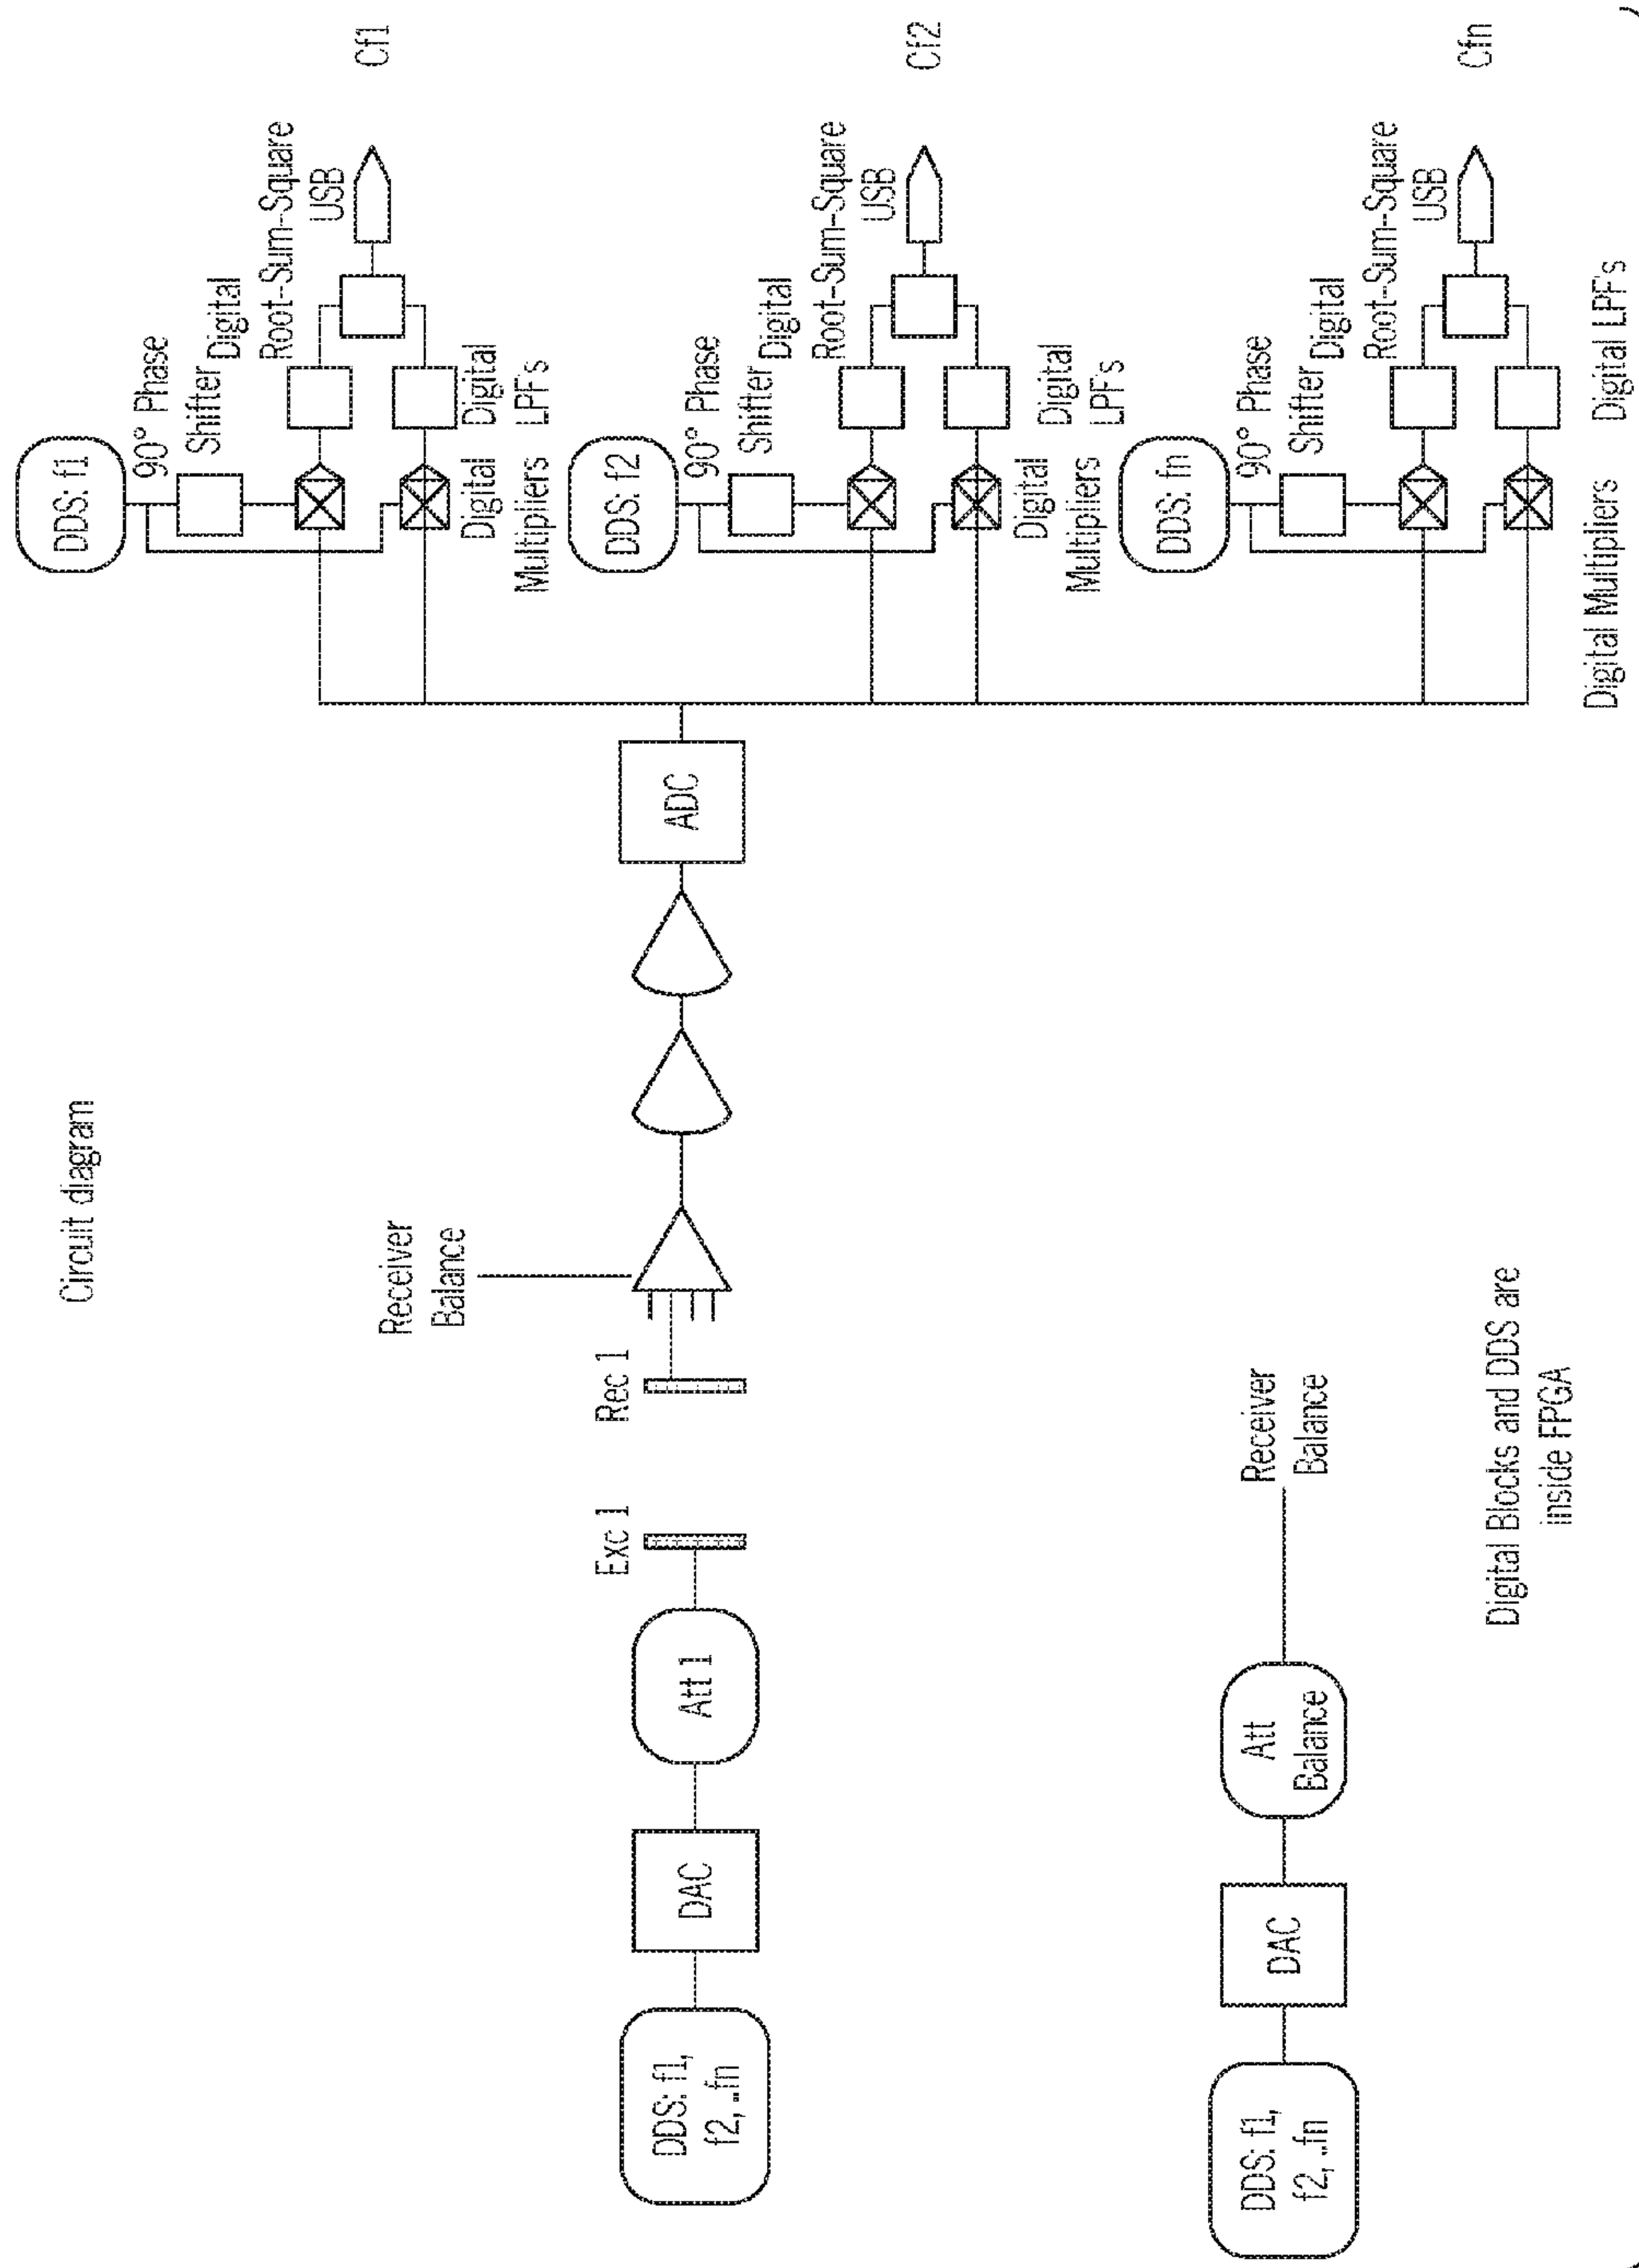 Circuit diagram
DDS: f1
90° Phase
Shifter
Digital
Root-Sum-Square
USB
Cf1
Digital
Multipliers
Digital
LPF's
DDS: f2
90° Phase
Shifter
Digital
Root-Sum-Square
USB
Cf2
Digital
Multipliers
Digital
LPF's
DDS: fn
90° Phase
Shifter
Digital
Root-Sum-Square
USB
Cfn
Digital Multipliers
Digital LPF's
Receiver
Balance
DDS: f1,
f2,..fn
DAC
Att 1
Exc 1
Rec 1
ADC
DDS: f1,
f2,..fn
DAC
Att
Balance
Receiver
Balance
Digital Blocks and DDS are
inside FPGA